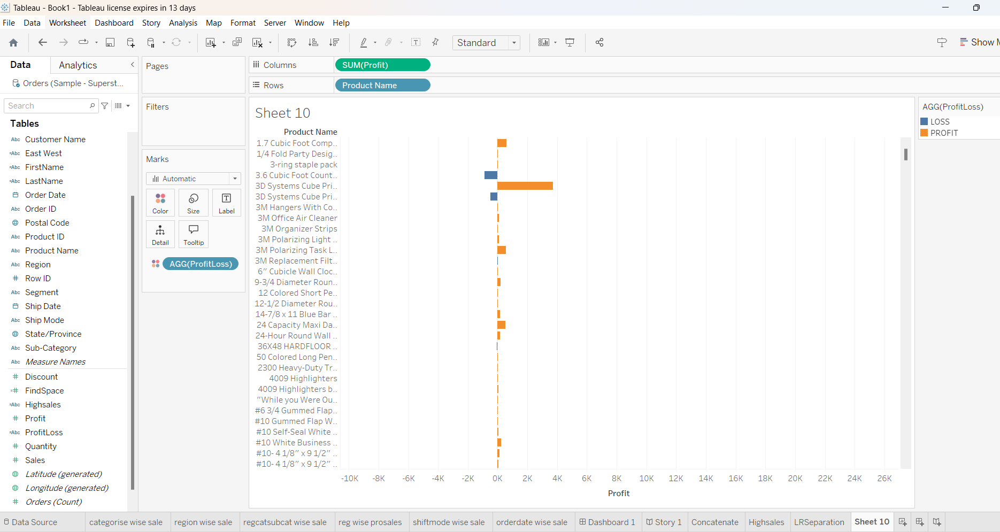 Tableau - Book1 - Tableau license expires in 13 days
File Data Worksheet Dashboard Story Analysis Map Format Server Window Help
Standard
Show
Data Analytics
Orders (Sample - Superst...
Search
Tables
Abc Customer Name
=Abc East West
=Abc FirstName
=Abc LastName
Order Date
Abc Order ID
Postal Code
Abc Product ID
Abc Product Name
Abc Region
# Row ID
Abc Segment
Ship Date
Abc Ship Mode
State/Province
Abc Sub-Category
Abc Measure Names
# Discount
=# FindSpace
=Abc Highsales
# Profit
=Abc ProfitLoss
# Quantity
# Sales
Latitude (generated)
Longitude (generated)
# Orders (Count)
Pages
Filters
Marks
Automatic
Color Size Label
Detail Tooltip
AGG(ProfitLoss)
Columns SUM(Profit)
Rows Product Name
Sheet 10
Product Name
1.7 Cubic Foot Comp..
1/4 Fold Party Desig..
3-ring staple pack
3.6 Cubic Foot Count..
3D Systems Cube Pri..
3D Systems Cube Pri..
3M Hangers With Co..
3M Office Air Cleaner
3M Organizer Strips
3M Polarizing Light ..
3M Polarizing Task L..
3M Replacement Filt..
6" Cubicle Wall Cloc..
9-3/4 Diameter Roun..
12 Colored Short Pe..
12-1/2 Diameter Rou..
14-7/8 x 11 Blue Bar ..
24 Capacity Maxi Da..
24-Hour Round Wall ..
36X48 HARDFLOOR ..
50 Colored Long Pen..
2300 Heavy-Duty Tr..
4009 Highlighters
4009 Highlighters b..
"While you Were Ou..
#6 3/4 Gummed Flap..
#10 Gummed Flap W..
#10 Self-Seal White ..
#10 White Business ..
#10- 4 1/8" x 9 1/2" ..
#10- 4 1/8" x 9 1/2" ..
-10K -8K -6K -4K -2K 0K 2K 4K 6K 8K 10K 12K 14K 16K 18K 20K 22K 24K 26K
Profit
AGG(ProfitLoss)
LOSS
PROFIT
Data Source categorise wise sale region wise sale regcatsubcat wise sale reg wise prosales shiftmode wise sale orderdate wise sale Dashboard 1 Story 1 Concatenate Highsales LRSeparation Sheet 10